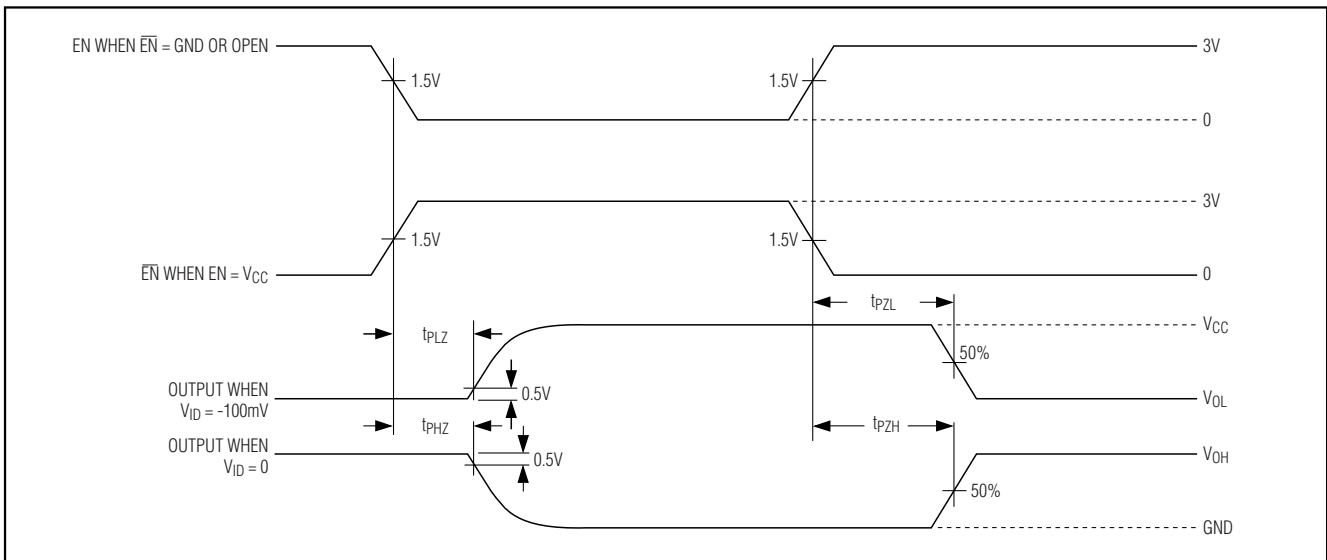 EN WHEN E̅N̅ = GND OR OPEN
3V
1.5V
1.5V
0
3V
1.5V
1.5V
E̅N̅ WHEN EN = VCC
0
tPZL
tPLZ
VCC
50%
OUTPUT WHEN
VID = -100mV
0.5V
VOL
tPHZ
tPZH
OUTPUT WHEN
VID = 0
0.5V
VOH
50%
GND